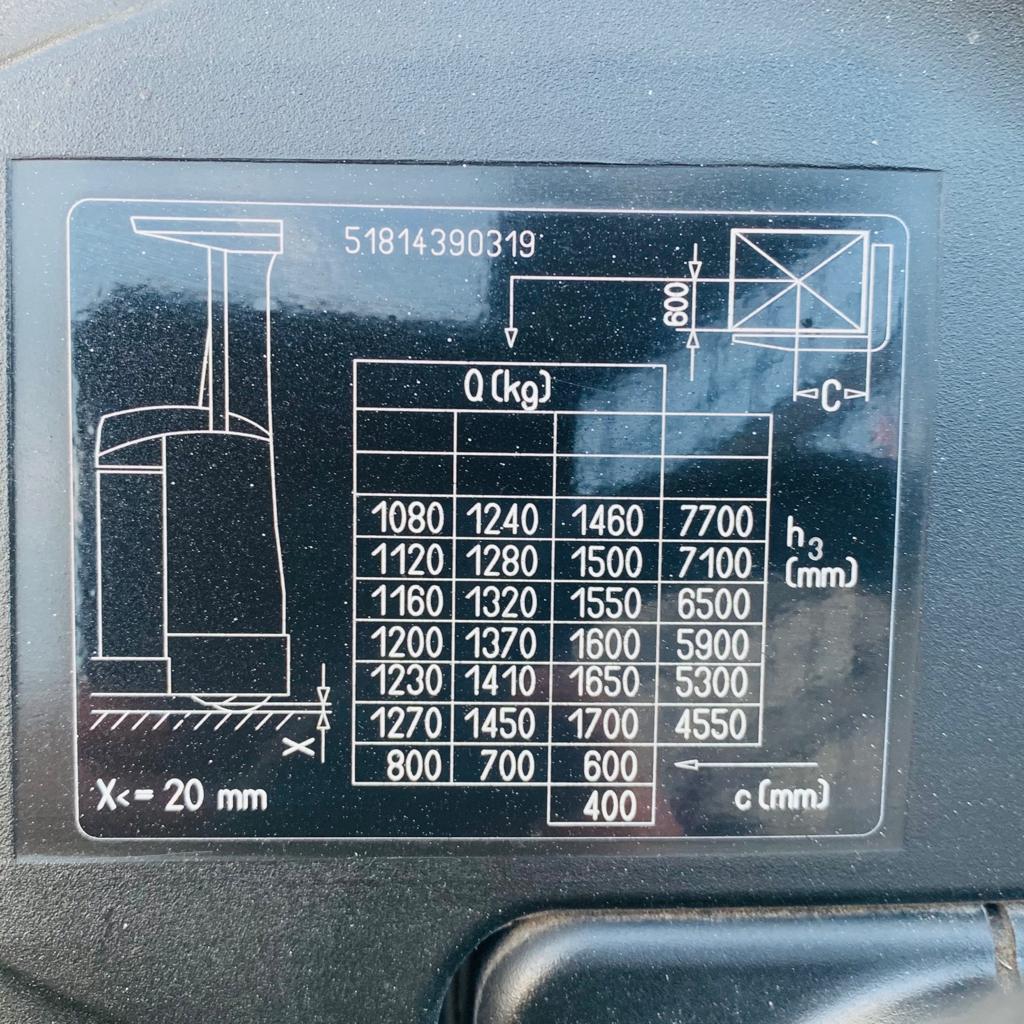 51814390319
600
C
Q (kg)
1080 1240 1460 7700
1120 1280 1500 7100
1160 1320 1550 6500
1200 1370 1600 5900
1230 1410 1650 5300
1270 1450 1700 4550
800 700 600
400
h3
(mm)
X
X<= 20 mm
c (mm)